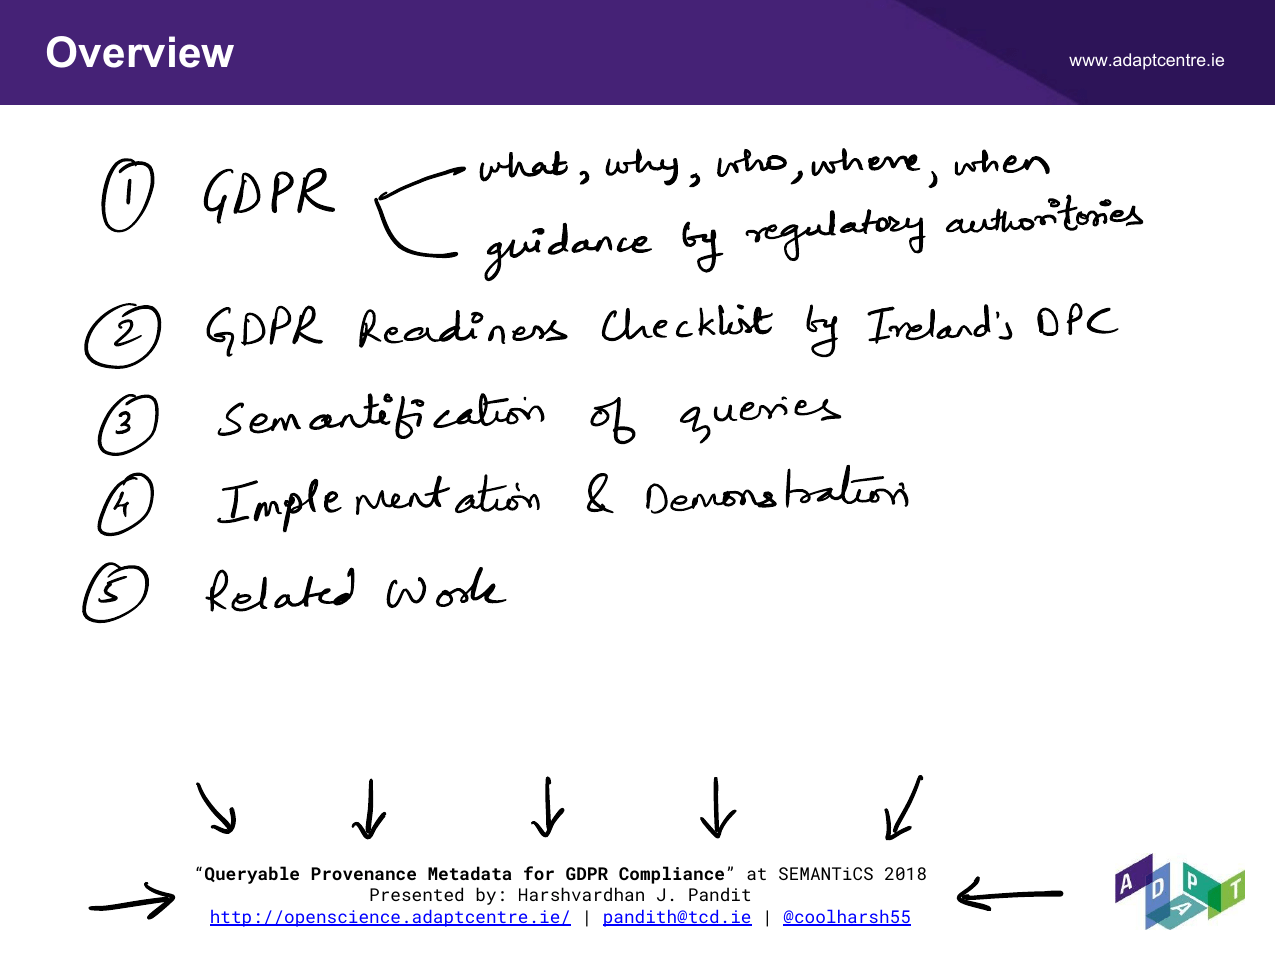 Overview
www.adaptcentre.ie
1 GDPR
what, why, who, where, when
guidance by regulatory authoritories
2 GDPR Readiness Checklist by Ireland's DPC
3 Semantification of queries
4 Implementation & Demonstration
5 Related Work
“Queryable Provenance Metadata for GDPR Compliance” at SEMANTiCS 2018
Presented by: Harshvardhan J. Pandit
http://openscience.adaptcentre.ie/ | pandith@tcd.ie | @coolharsh55
ADAPT